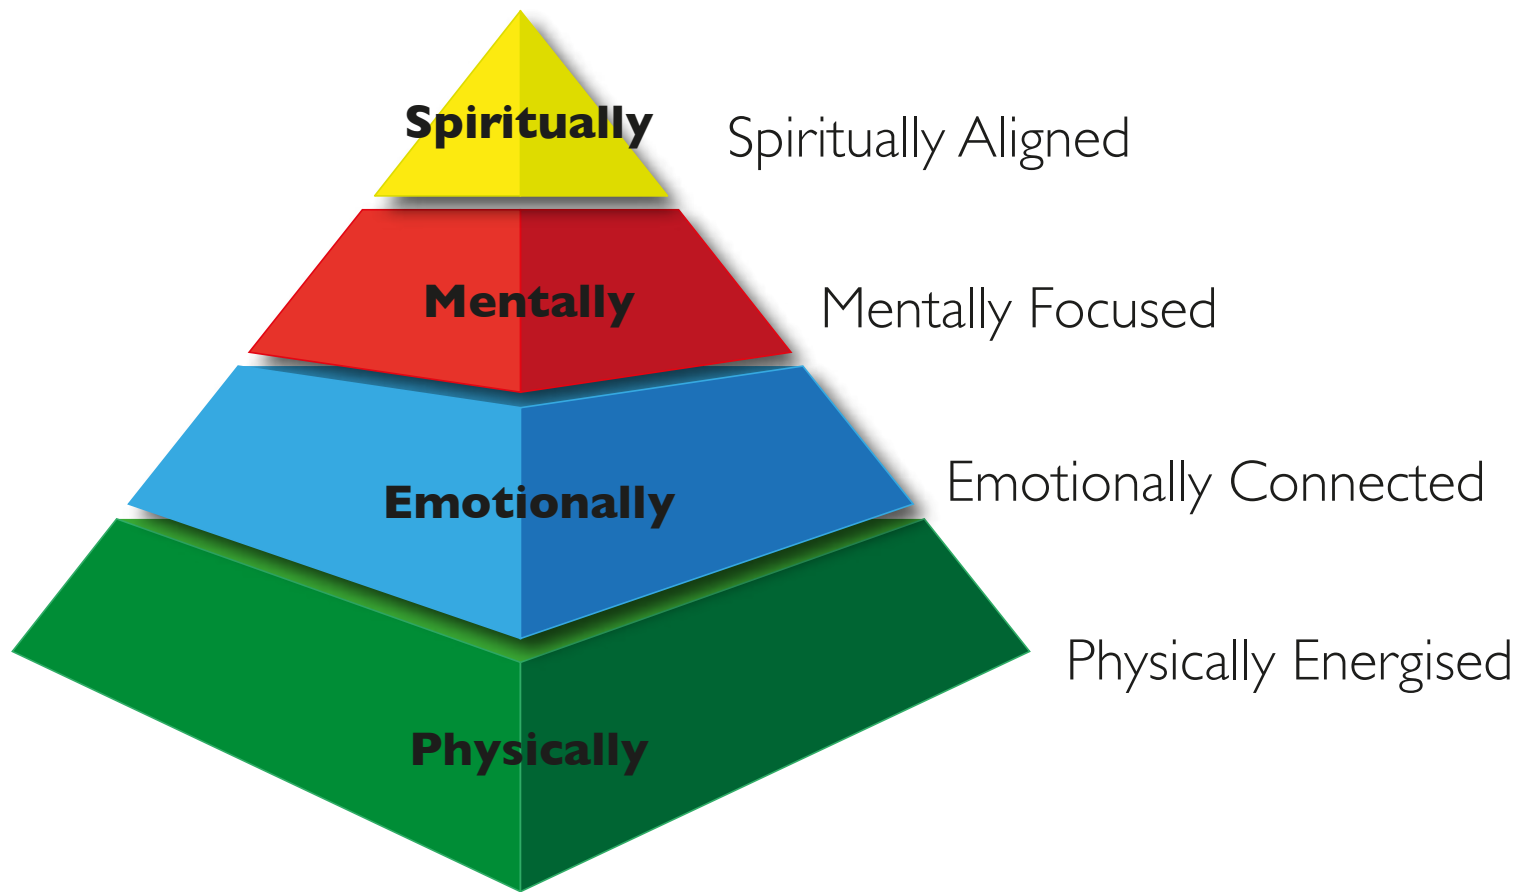 Spiritually
Spiritually Aligned
Mentally
Mentally Focused
Emotionally
Emotionally Connected
Physically
Physically Energised